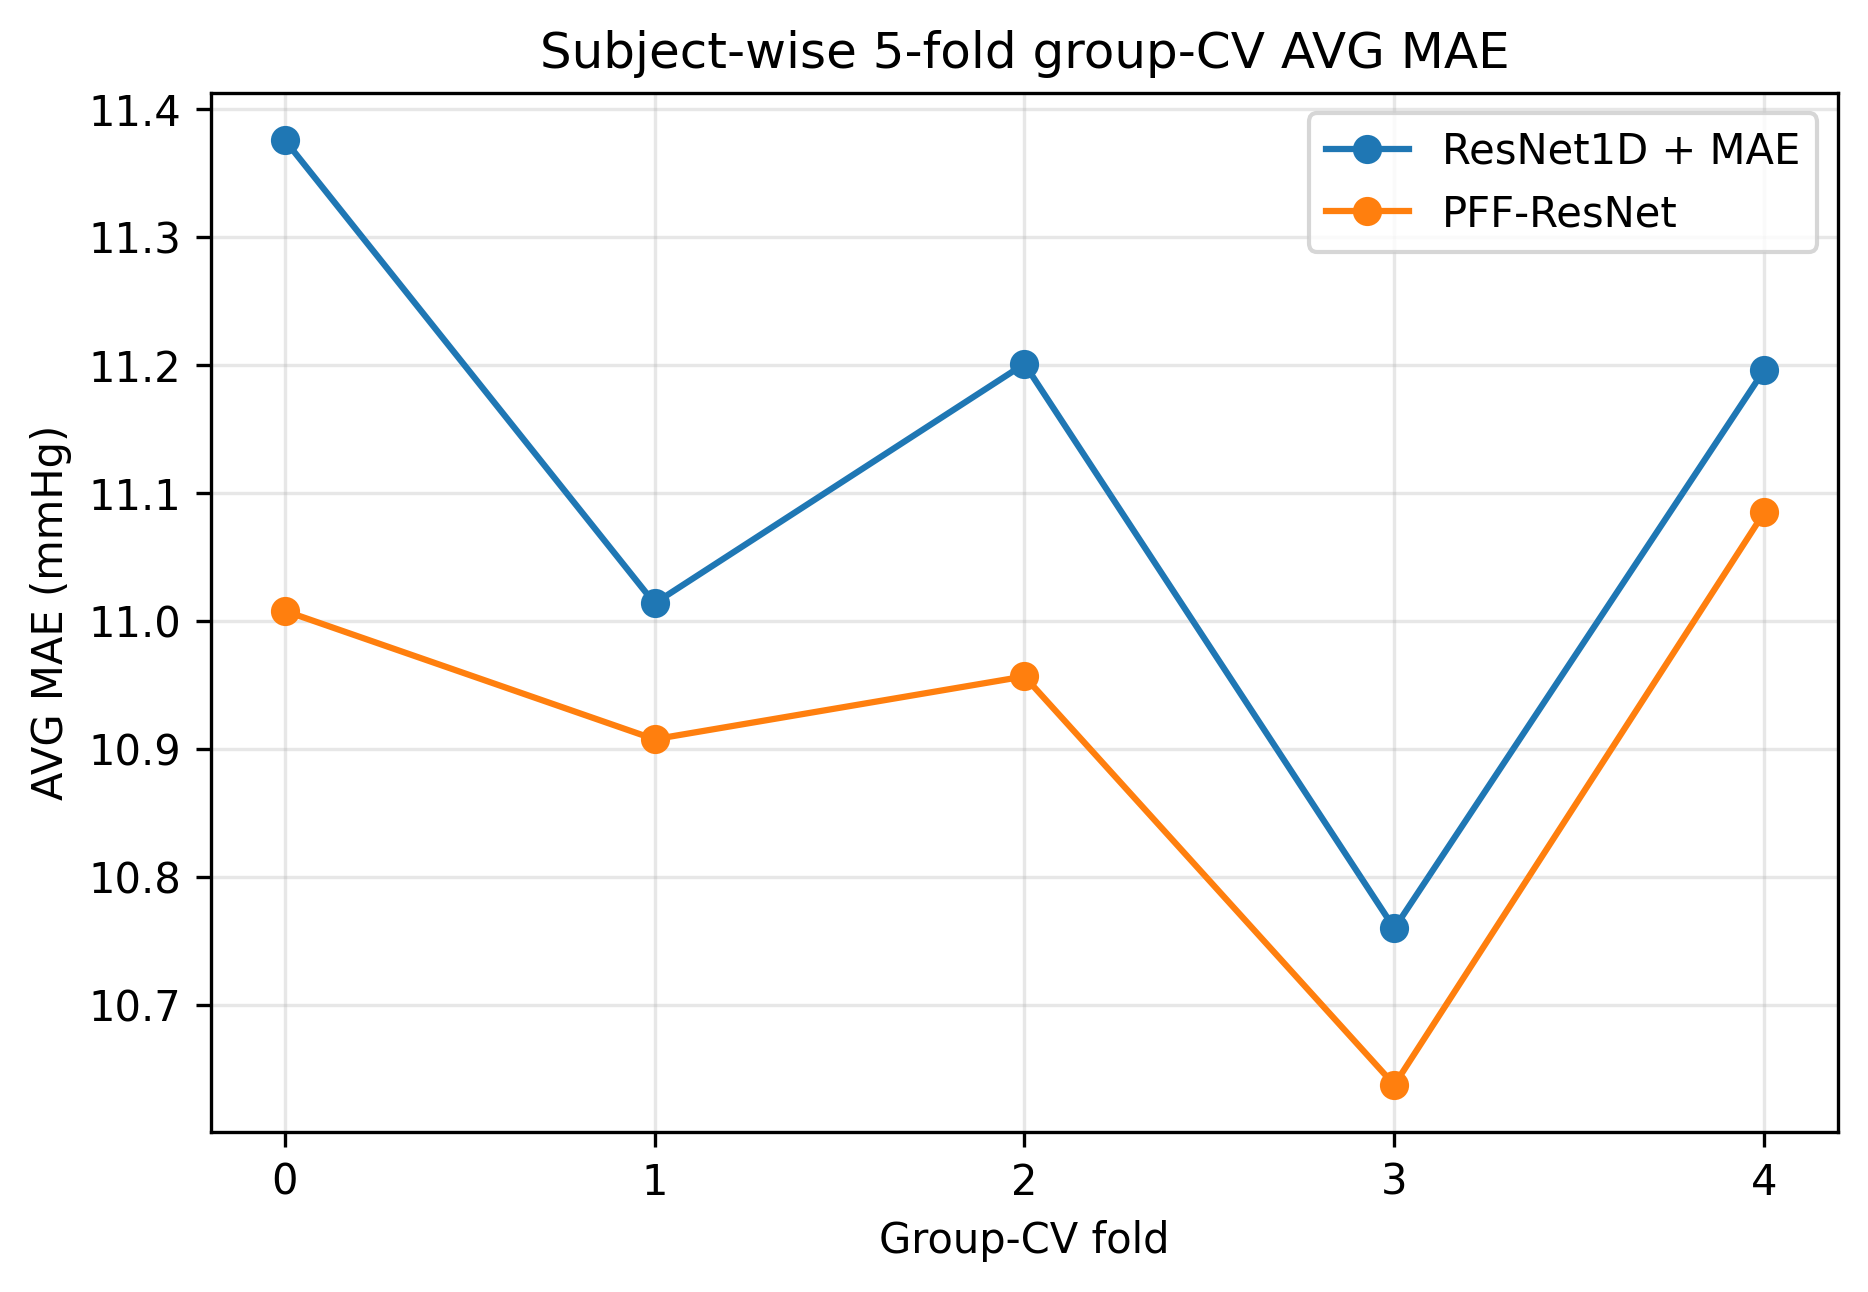 Subject-wise 5-fold group-CV AVG MAE
ResNet1D + MAE
PFF-ResNet
AVG MAE (mmHg)
11.4
11.3
11.2
11.1
11.0
10.9
10.8
10.7
0 1 2 3 4
Group-CV fold